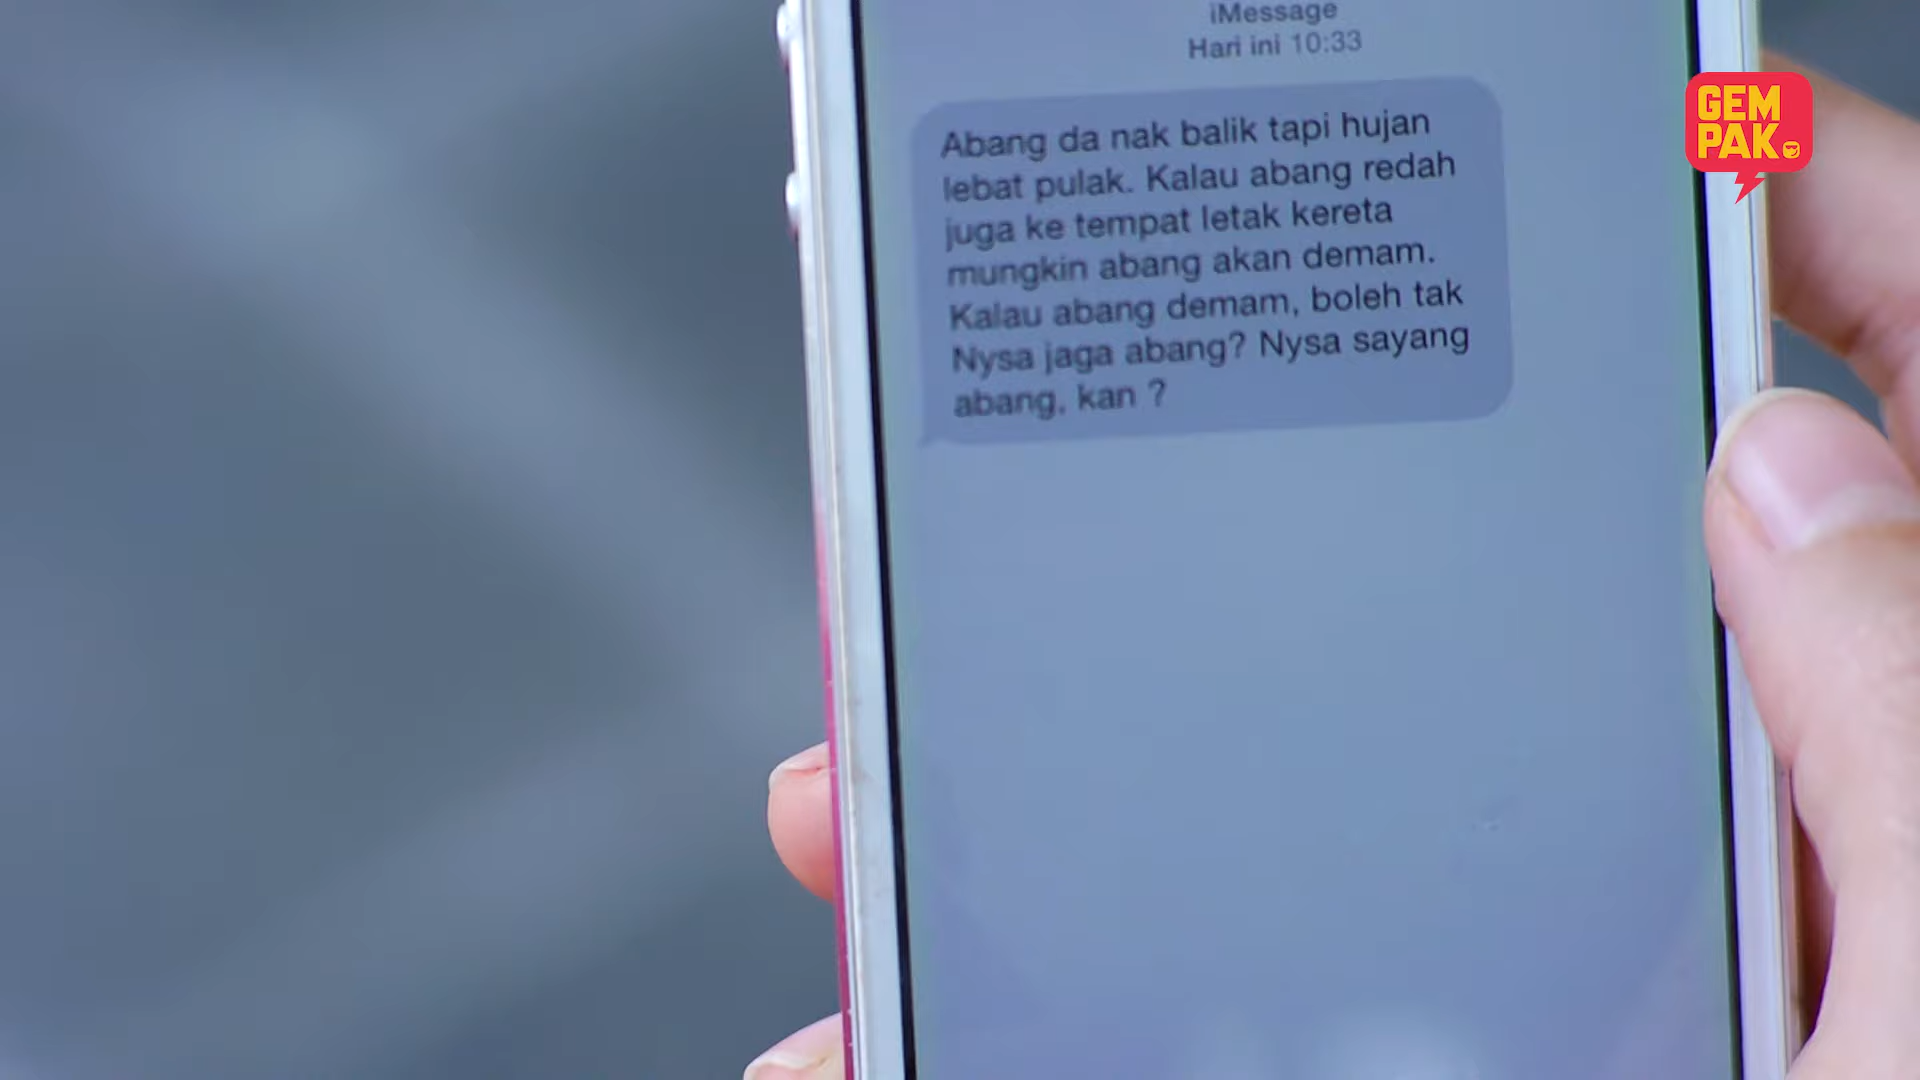 iMessage
Hari ini 10:33
Abang da nak balik tapi hujan
lebat pulak. Kalau abang redah
juga ke tempat letak kereta
mungkin abang akan demam.
Kalau abang demam, boleh tak
Nysa jaga abang? Nysa sayang
abang, kan ?
GEM
PAK